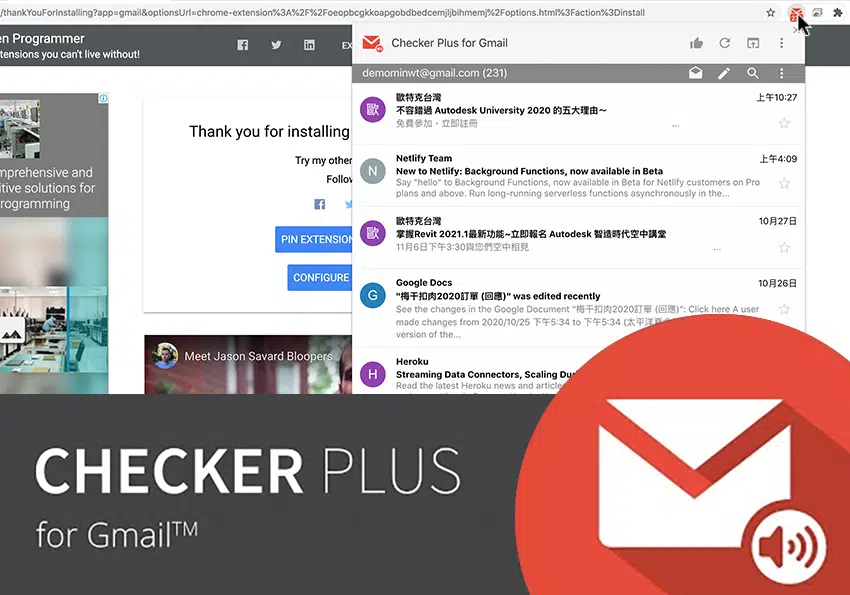 /thankYouForInstalling?app=gmail&optionsUrl=chrome-extension%3A%2F%2Foeopbcgkkoapgobdbedcemjljbihmemj%2Foptions.html%3Faction%3Dinstall
en Programmer
ensions you can't live without!
EX
Checker Plus for Gmail
demominwt@gmail.com (231)
歐
歐特克台灣
上午10:27
不容錯過 Autodesk University 2020 的五大理由~
免費參加,立即註冊
...
N
Netlify Team
上午4:09
New to Netlify: Background Functions, now available in Beta
Say "hello" to Background Functions, now available in Beta for Netlify customers on Pro
plans and above. Run long-running serverless functions asynchronously in the...
歐
歐特克台灣
10月27日
掌握Revit 2021.1最新功能~立即報名 Autodesk 智造時代空中講堂
11月6日下午3:30與您空中相見
...
G
Google Docs
10月26日
"梅干扣肉2020訂單 (回應)" was edited recently
See the changes in the Google Document "梅干扣肉2020訂單 (回應)": Click here A user
made changes from 2020/10/25 下午5:34 to 下午5:34 (太平洋
version of the...
H
Heroku
Streaming Data Connectors, Scaling
Read the latest Heroku news and
prehensive and
itive solutions for
rogramming
Thank you for installing
Try my other
Follow
PIN EXTENSION
CONFIGURE
Meet Jason Savard Bloopers
CHECKER PLUS
for Gmail™